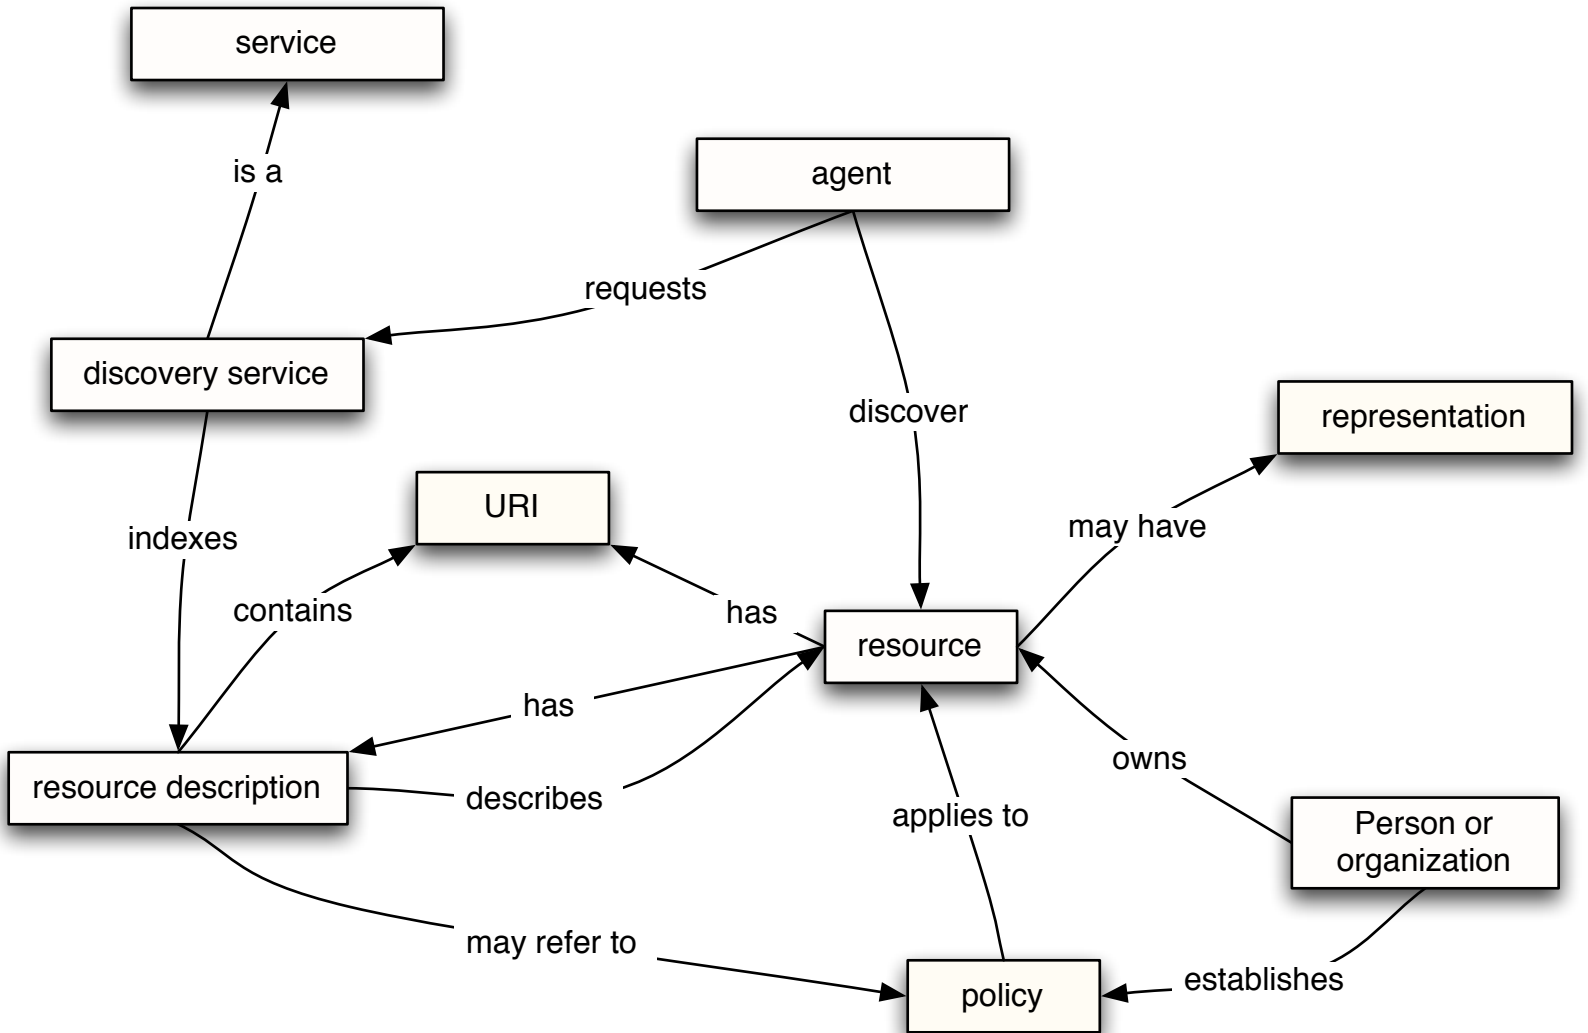 service
is a
agent
requests
discovery service
discover
representation
URI
may have
indexes
contains
has
resource
has
owns
resource description
describes
applies to
Person or
organization
may refer to
establishes
policy